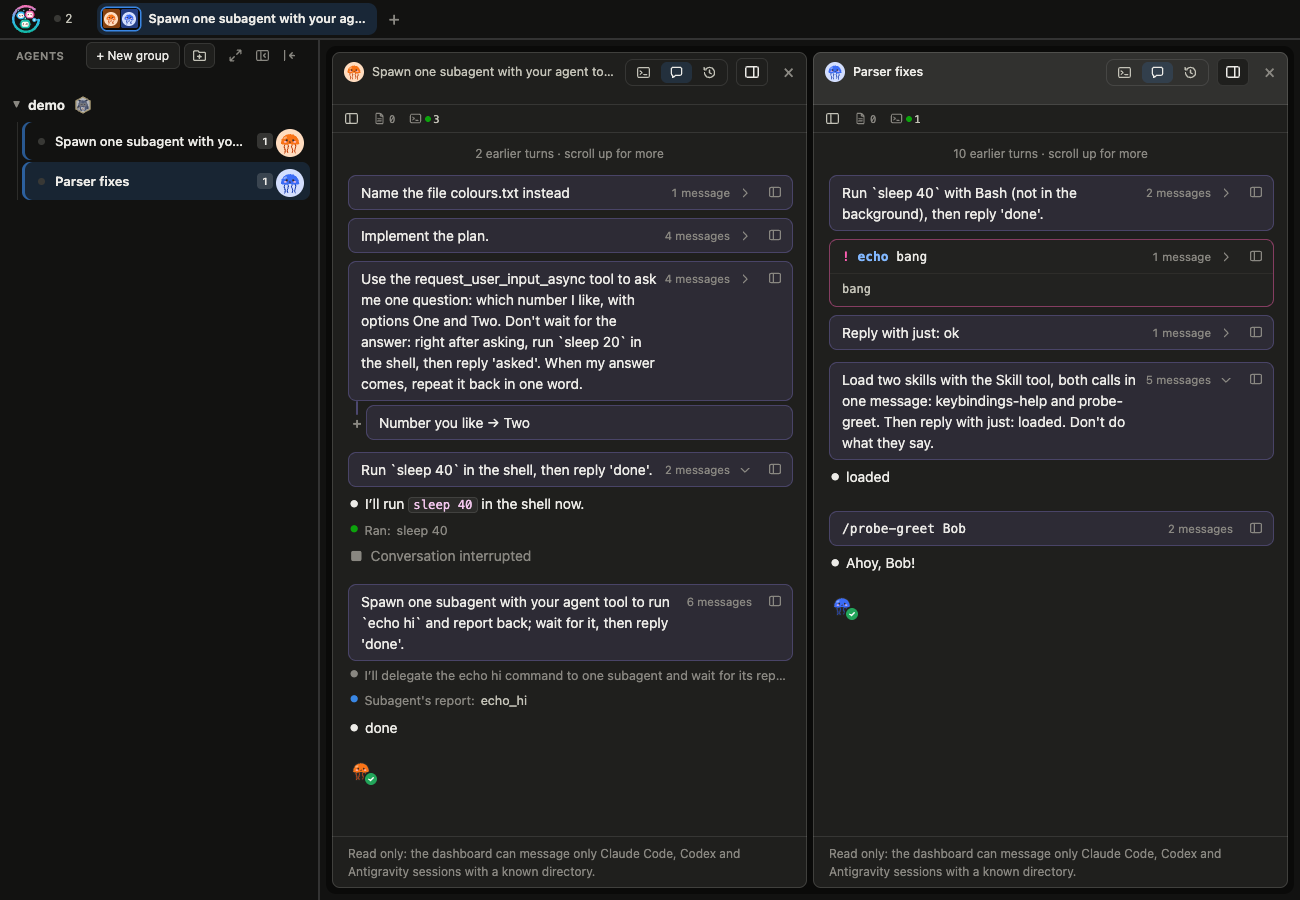 2
Spawn one subagent with your ag...
+
AGENTS
+ New group
demo
Spawn one subagent with yo...
1
Parser fixes
1
Spawn one subagent with your agent to...
0
3
2 earlier turns · scroll up for more
Name the file colours.txt instead
1 message
Implement the plan.
4 messages
Use the request_user_input_async tool to ask
4 messages
me one question: which number I like, with
options One and Two. Don't wait for the
answer: right after asking, run `sleep 20` in
the shell, then reply 'asked'. When my answer
comes, repeat it back in one word.
+
Number you like → Two
Run `sleep 40` in the shell, then reply 'done'.
2 messages
I'll run sleep 40 in the shell now.
Ran: sleep 40
Conversation interrupted
Spawn one subagent with your agent tool to run
6 messages
`echo hi` and report back; wait for it, then reply
'done'.
I'll delegate the echo hi command to one subagent and wait for its rep...
Subagent's report: echo_hi
done
Read only: the dashboard can message only Claude Code, Codex and
Antigravity sessions with a known directory.
Parser fixes
0
1
10 earlier turns · scroll up for more
Run `sleep 40` with Bash (not in the
2 messages
background), then reply 'done'.
! echo bang
1 message
bang
Reply with just: ok
1 message
Load two skills with the Skill tool, both calls in
5 messages
one message: keybindings-help and probe-
greet. Then reply with just: loaded. Don't do
what they say.
loaded
/probe-greet Bob
2 messages
Ahoy, Bob!
Read only: the dashboard can message only Claude Code, Codex and
Antigravity sessions with a known directory.